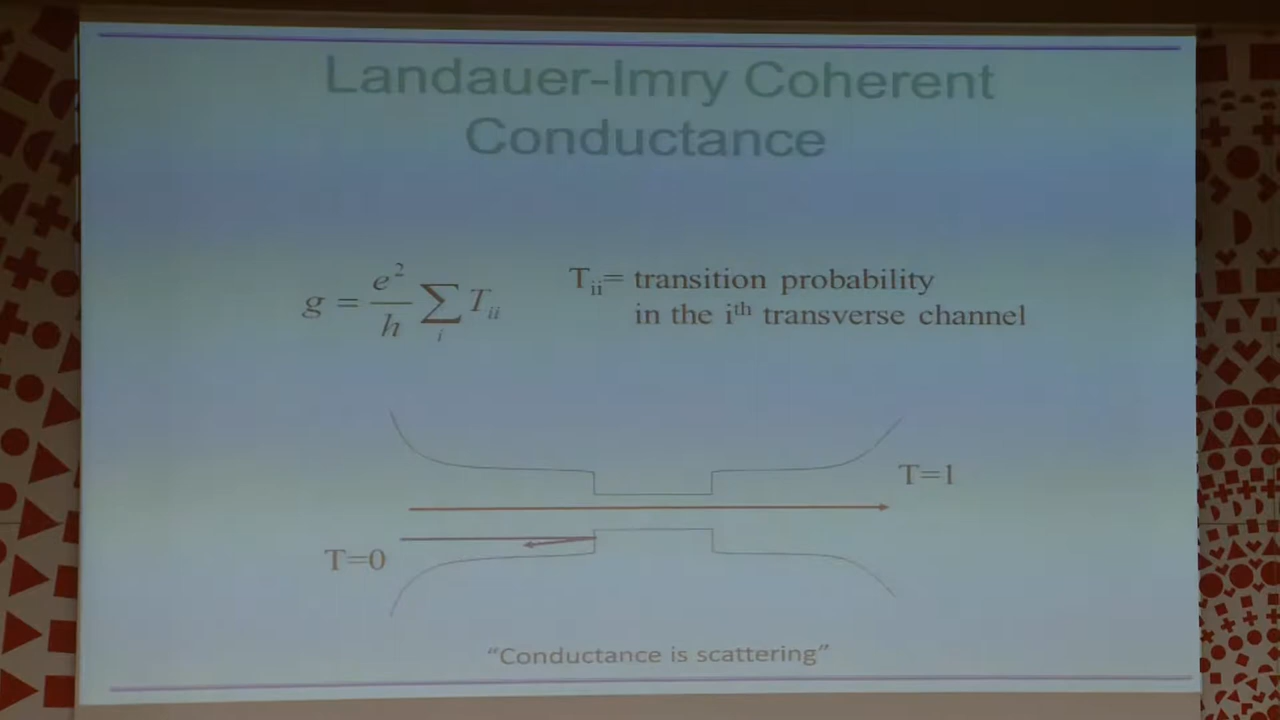 Landauer-Imry Coherent
Conductance
g = e²/h ∑ᵢ Tᵢᵢ
Tᵢᵢ= transition probability
in the iᵗʰ transverse channel
T=1
T=0
“Conductance is scattering”